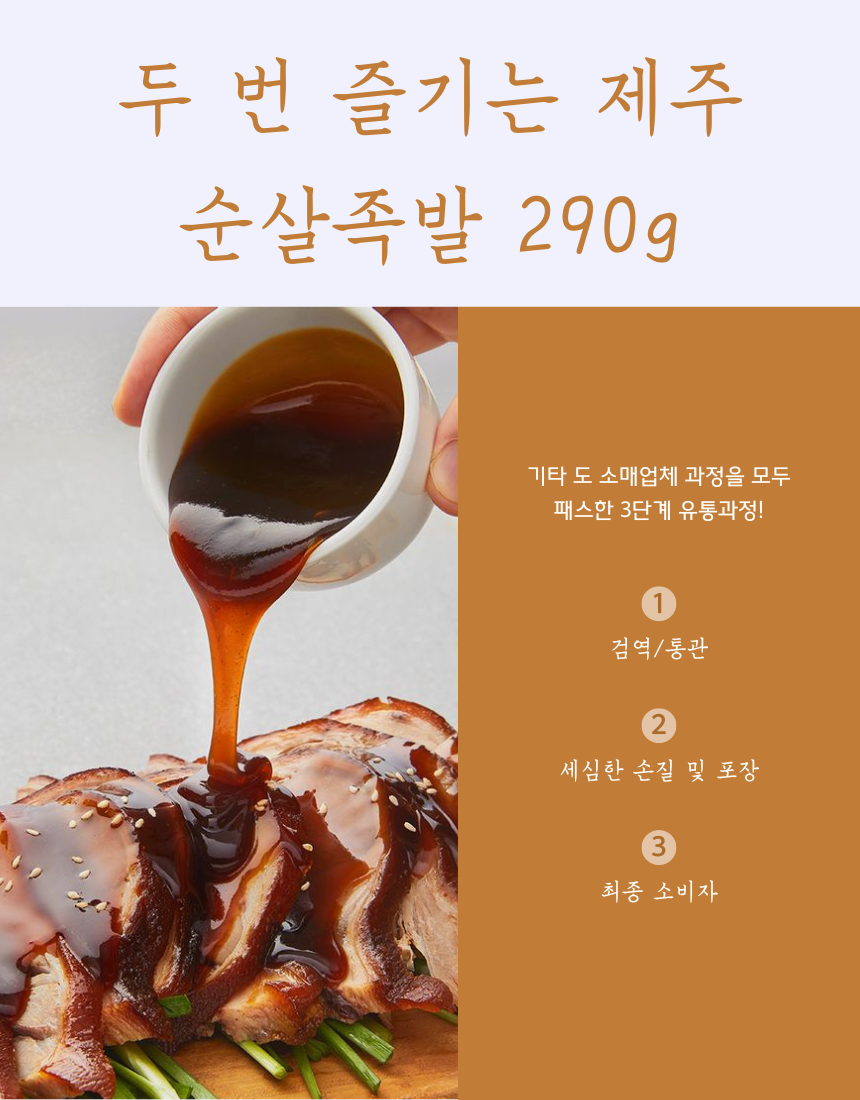 두 번 즐기는 제주
순살족발 290g
기타 도 소매업체 과정을 모두
패스한 3단계 유통과정!
1
검역/통관
2
세심한 손질 및 포장
3
최종 소비자